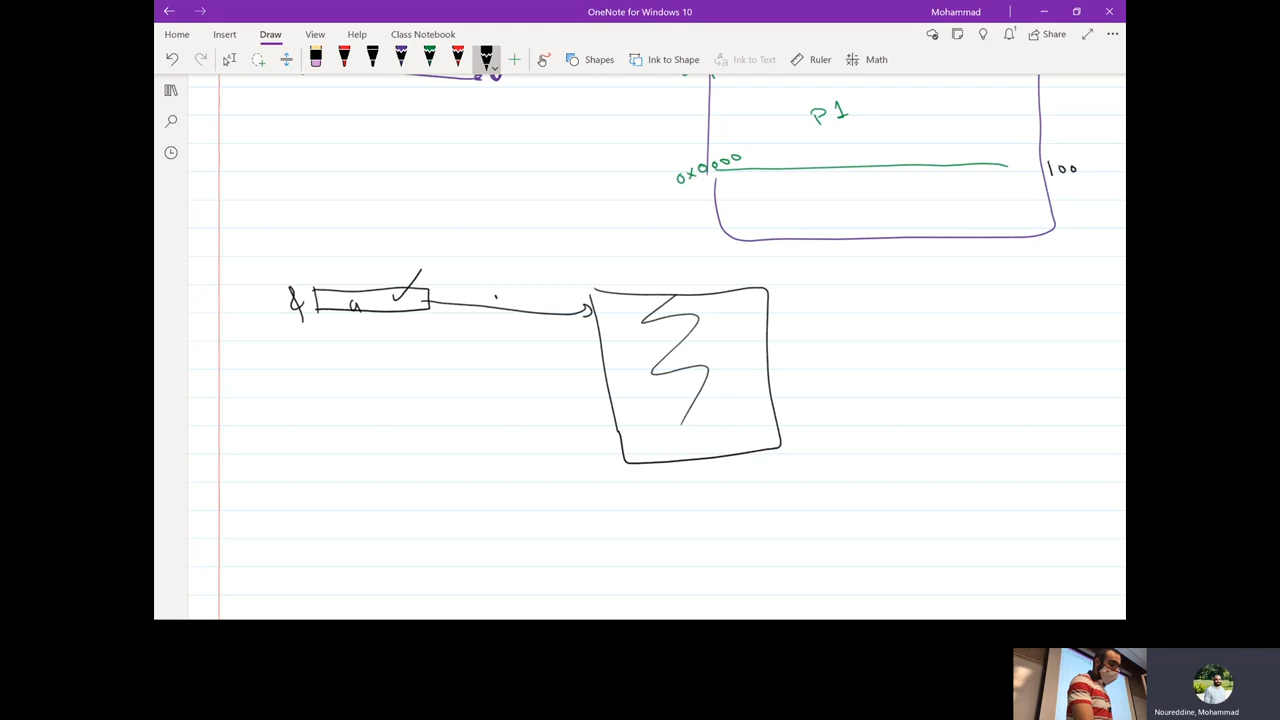 OneNote for Windows 10
Mohammad
Home Insert Draw View Help Class Notebook
Share
Shapes Ink to Shape Ink to Text Ruler Math
P1
0x0000
100
& a
Noureddine, Mohammad